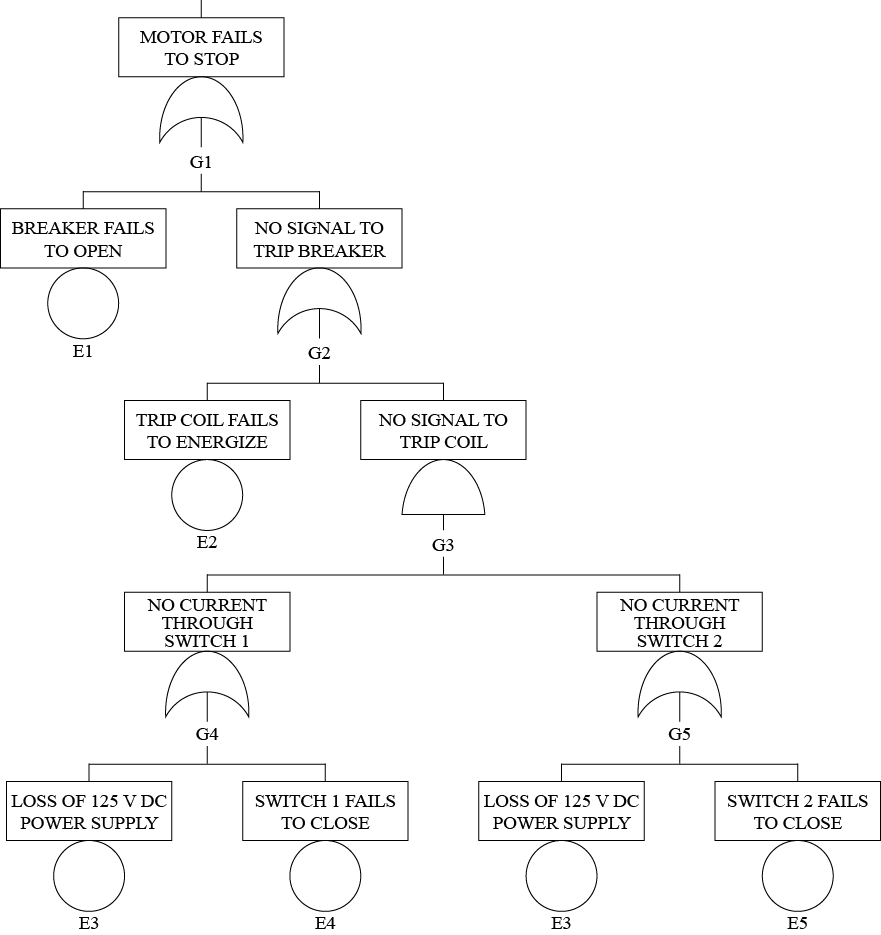 MOTOR FAILS
TO STOP
G1
BREAKER FAILS
TO OPEN
E1
NO SIGNAL TO
TRIP BREAKER
G2
TRIP COIL FAILS
TO ENERGIZE
E2
NO SIGNAL TO
TRIP COIL
G3
NO CURRENT
THROUGH
SWITCH 1
G4
NO CURRENT
THROUGH
SWITCH 2
G5
LOSS OF 125 V DC
POWER SUPPLY
E3
SWITCH 1 FAILS
TO CLOSE
E4
LOSS OF 125 V DC
POWER SUPPLY
E3
SWITCH 2 FAILS
TO CLOSE
E5